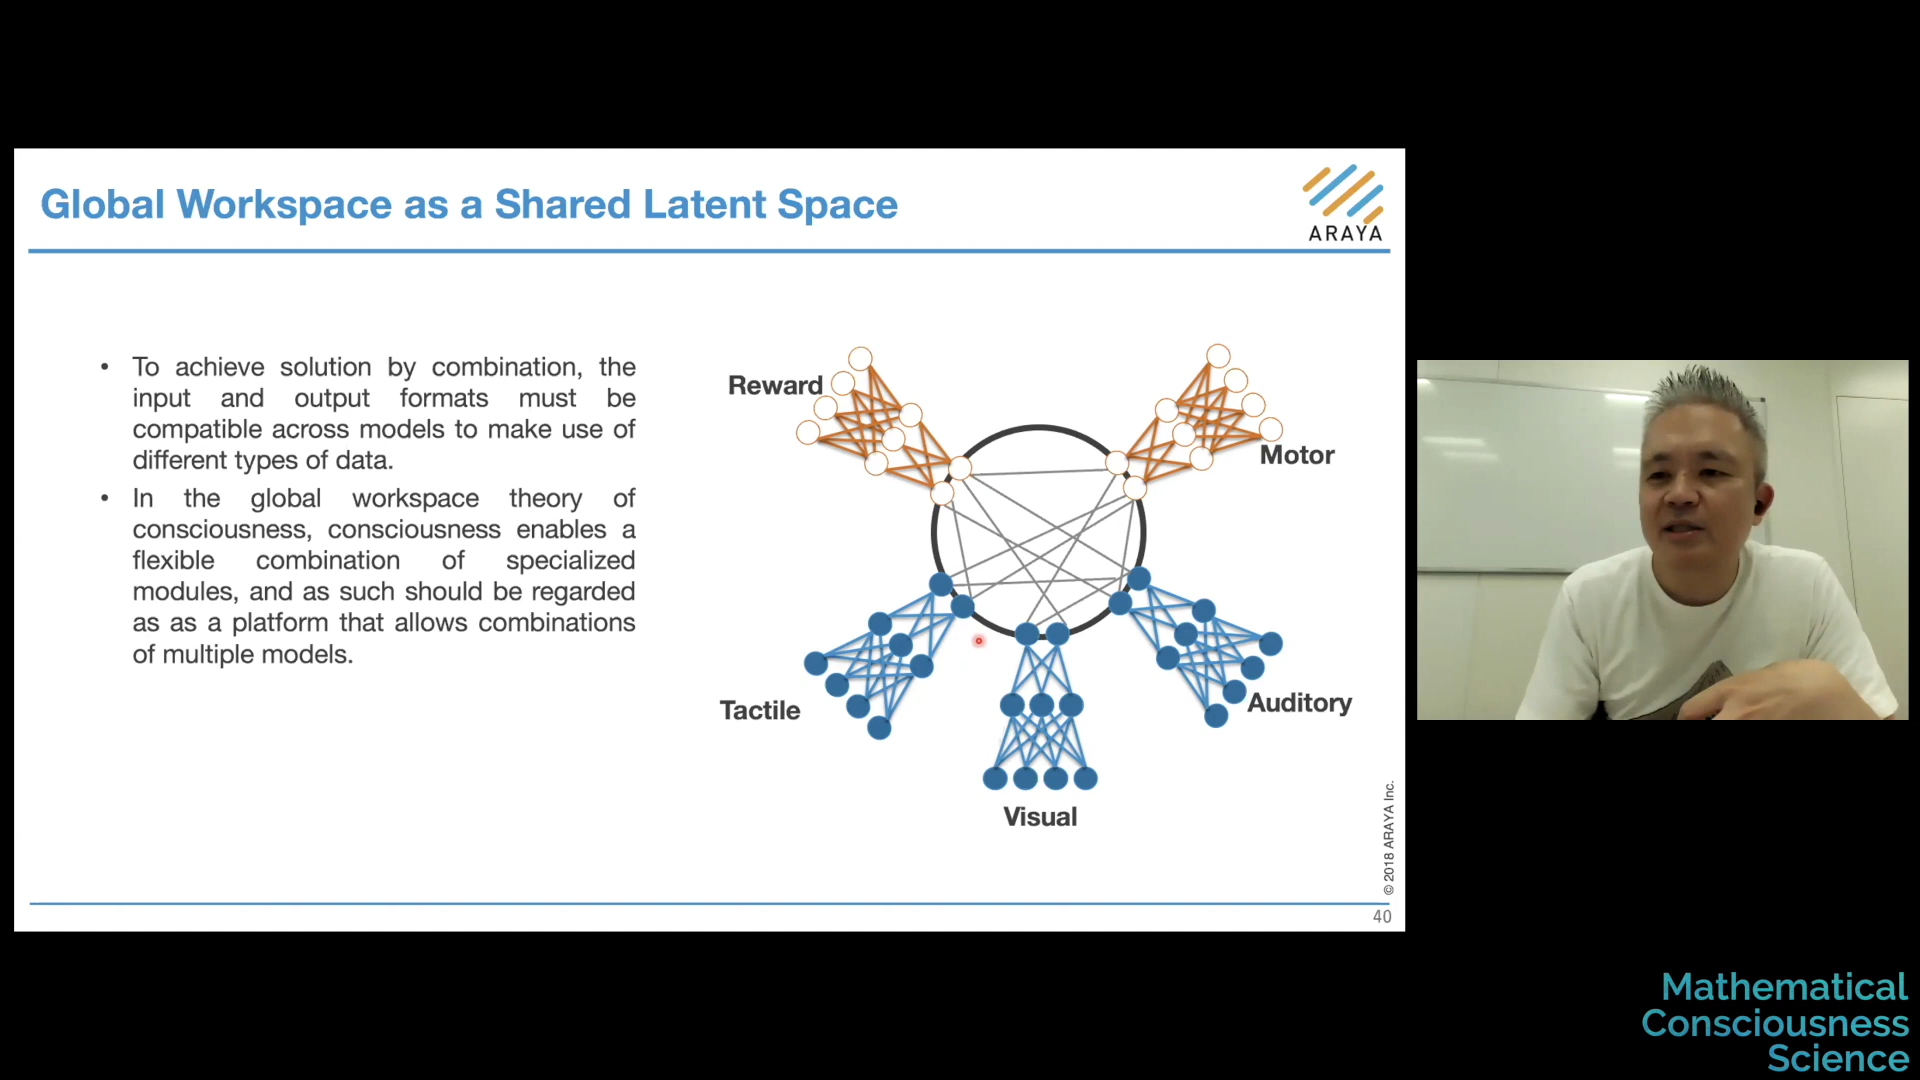 Global Workspace as a Shared Latent Space
ARAYA
• To achieve solution by combination, the
input and output formats must be
compatible across models to make use of
different types of data.
• In the global workspace theory of
consciousness, consciousness enables a
flexible combination of specialized
modules, and as such should be regarded
as as a platform that allows combinations
of multiple models.
Reward
Motor
Tactile
Auditory
Visual
© 2018 ARAYA Inc.
40
Mathematical
Consciousness
Science